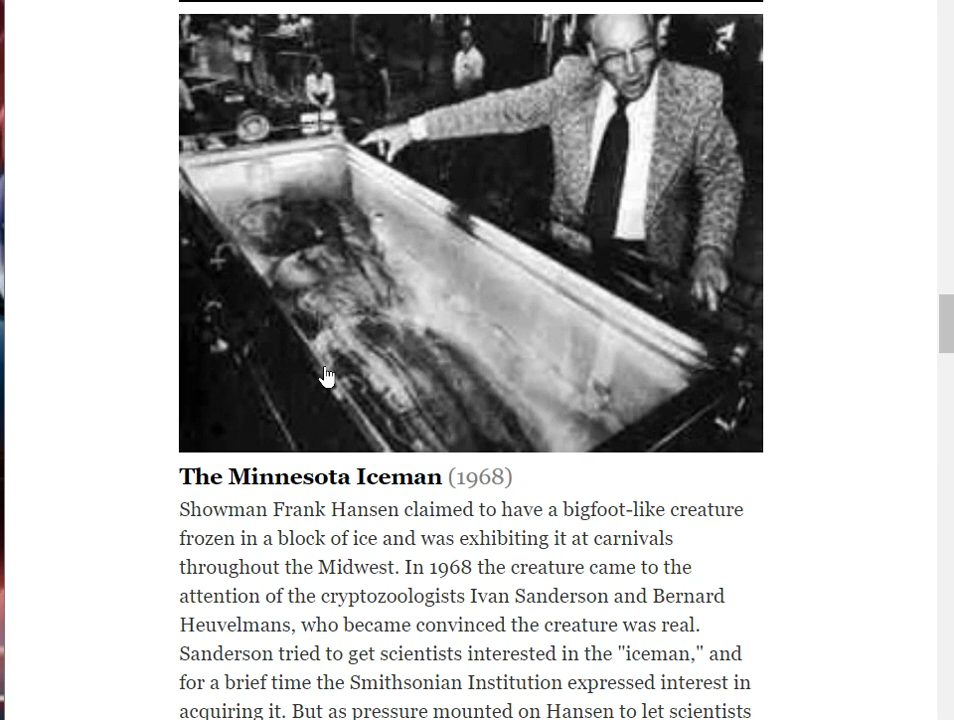 The Minnesota Iceman (1968)
Showman Frank Hansen claimed to have a bigfoot-like creature
frozen in a block of ice and was exhibiting it at carnivals
throughout the Midwest. In 1968 the creature came to the
attention of the cryptozoologists Ivan Sanderson and Bernard
Heuvelmans, who became convinced the creature was real.
Sanderson tried to get scientists interested in the "iceman," and
for a brief time the Smithsonian Institution expressed interest in
acquiring it. But as pressure mounted on Hansen to let scientists